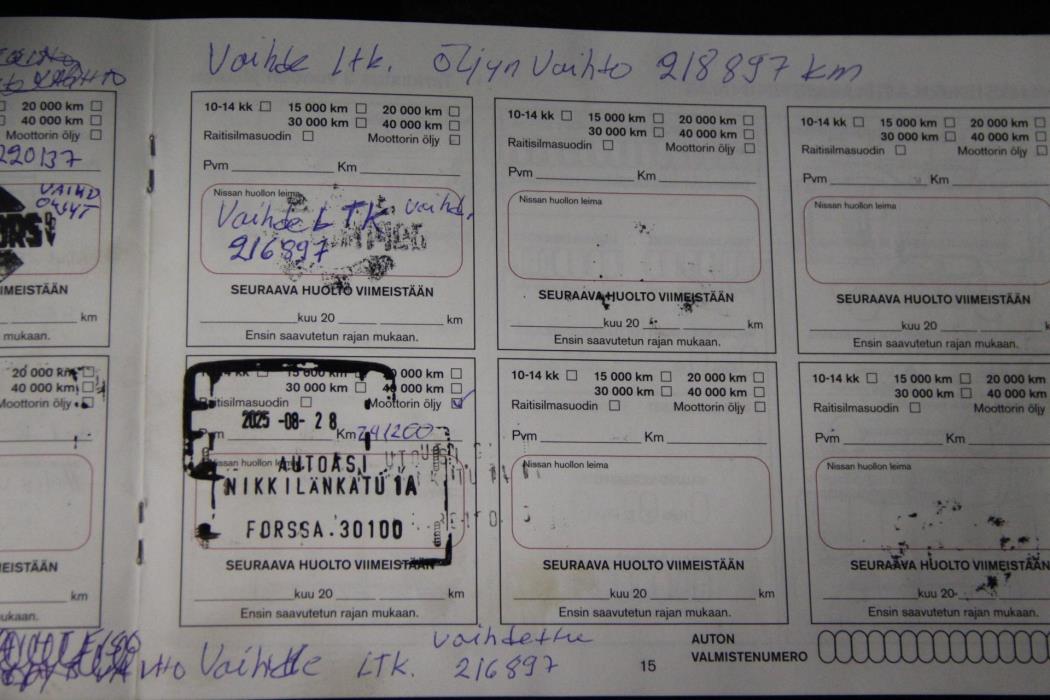 Vaihde Ltk. Öljyn Vaihto 218897 km
20 000 km
40 000 km
Moottorin öljy
220137
VAIHD
km
mukaan.
10-14 kk 15 000 km 20 000 km
30 000 km 40 000 km
Raitisilmasuodin Moottorin öljy
Pvm Km
Nissan huollon leima
Vaihde LTK vaihd.
216897
SEURAAVA HUOLTO VIIMEISTÄÄN
kuu 20 km
Ensin saavutetun rajan mukaan.
10-14 kk 15 000 km 20 000 km
30 000 km 40 000 km
Raitisilmasuodin Moottorin öljy
Pvm Km
Nissan huollon leima
SEURAAVA HUOLTO VIIMEISTÄÄN
kuu 20 km
Ensin saavutetun rajan mukaan.
10-14 kk 15 000 km 20 000
30 000 km 40 000 km
Raitisilmasuodin Moottorin öljy
Pvm Km
Nissan huollon leima
SEURAAVA HUOLTO VIIMEISTÄÄN
kuu 20
Ensin saavutetun rajan mukaan.
20 000 km
40 000 km
Moottorin öljy
km
30 000 km 40 000 km
Raitisilmasuodin Moottorin öljy
2025 -08- 28
Pvm Km 241200
Nissan huollon leima
AUTOASI
NIKKILÄNKATU 1A
FORSSA.30100
SEURAAVA HUOLTO VIIMEISTÄÄN
kuu 20 km
Ensin saavutetun rajan mukaan.
10-14 kk 15 000 km 20 000 km
30 000 km 40 000 km
Raitisilmasuodin Moottorin öljy
Pvm Km
Nissan huollon leima
SEURAAVA HUOLTO VIIMEISTÄÄN
kuu 20 km
Ensin saavutetun rajan mukaan.
10-14 kk 15 000 km 20 000 km
30 000 km 40 000 km
Raitisilmasuodin Moottorin öljy
Pvm Km
Nissan huollon leima
SEURAAVA HUOLTO VIIMEISTÄÄN
kuu 20 km
Ensin saavutetun rajan mukaan.
Vaihde LTK. vaihdettu
216897
15
AUTON
VALMISTENUMERO